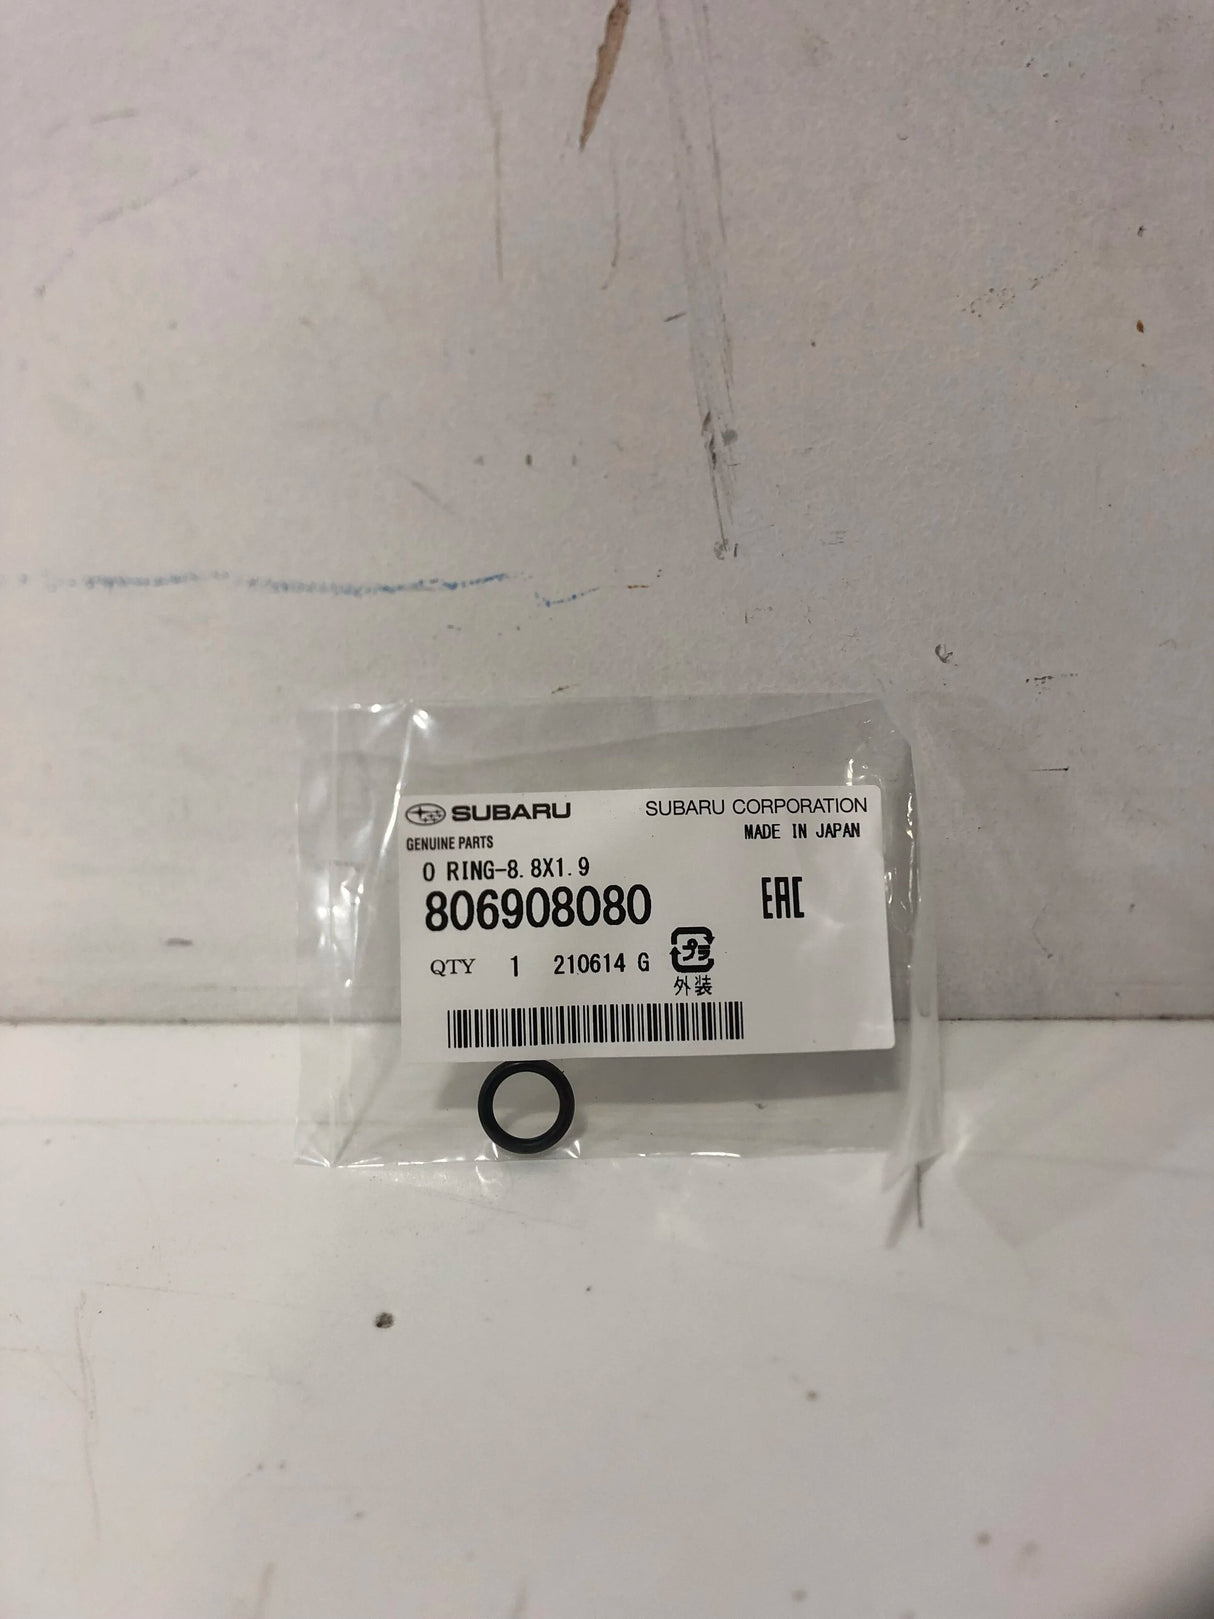 SUBARU SUBARU CORPORATION
GENUINE PARTS MADE IN JAPAN
O RING-8.8X1.9
806908080 EAC
QTY 1 210614 G プラ
外装